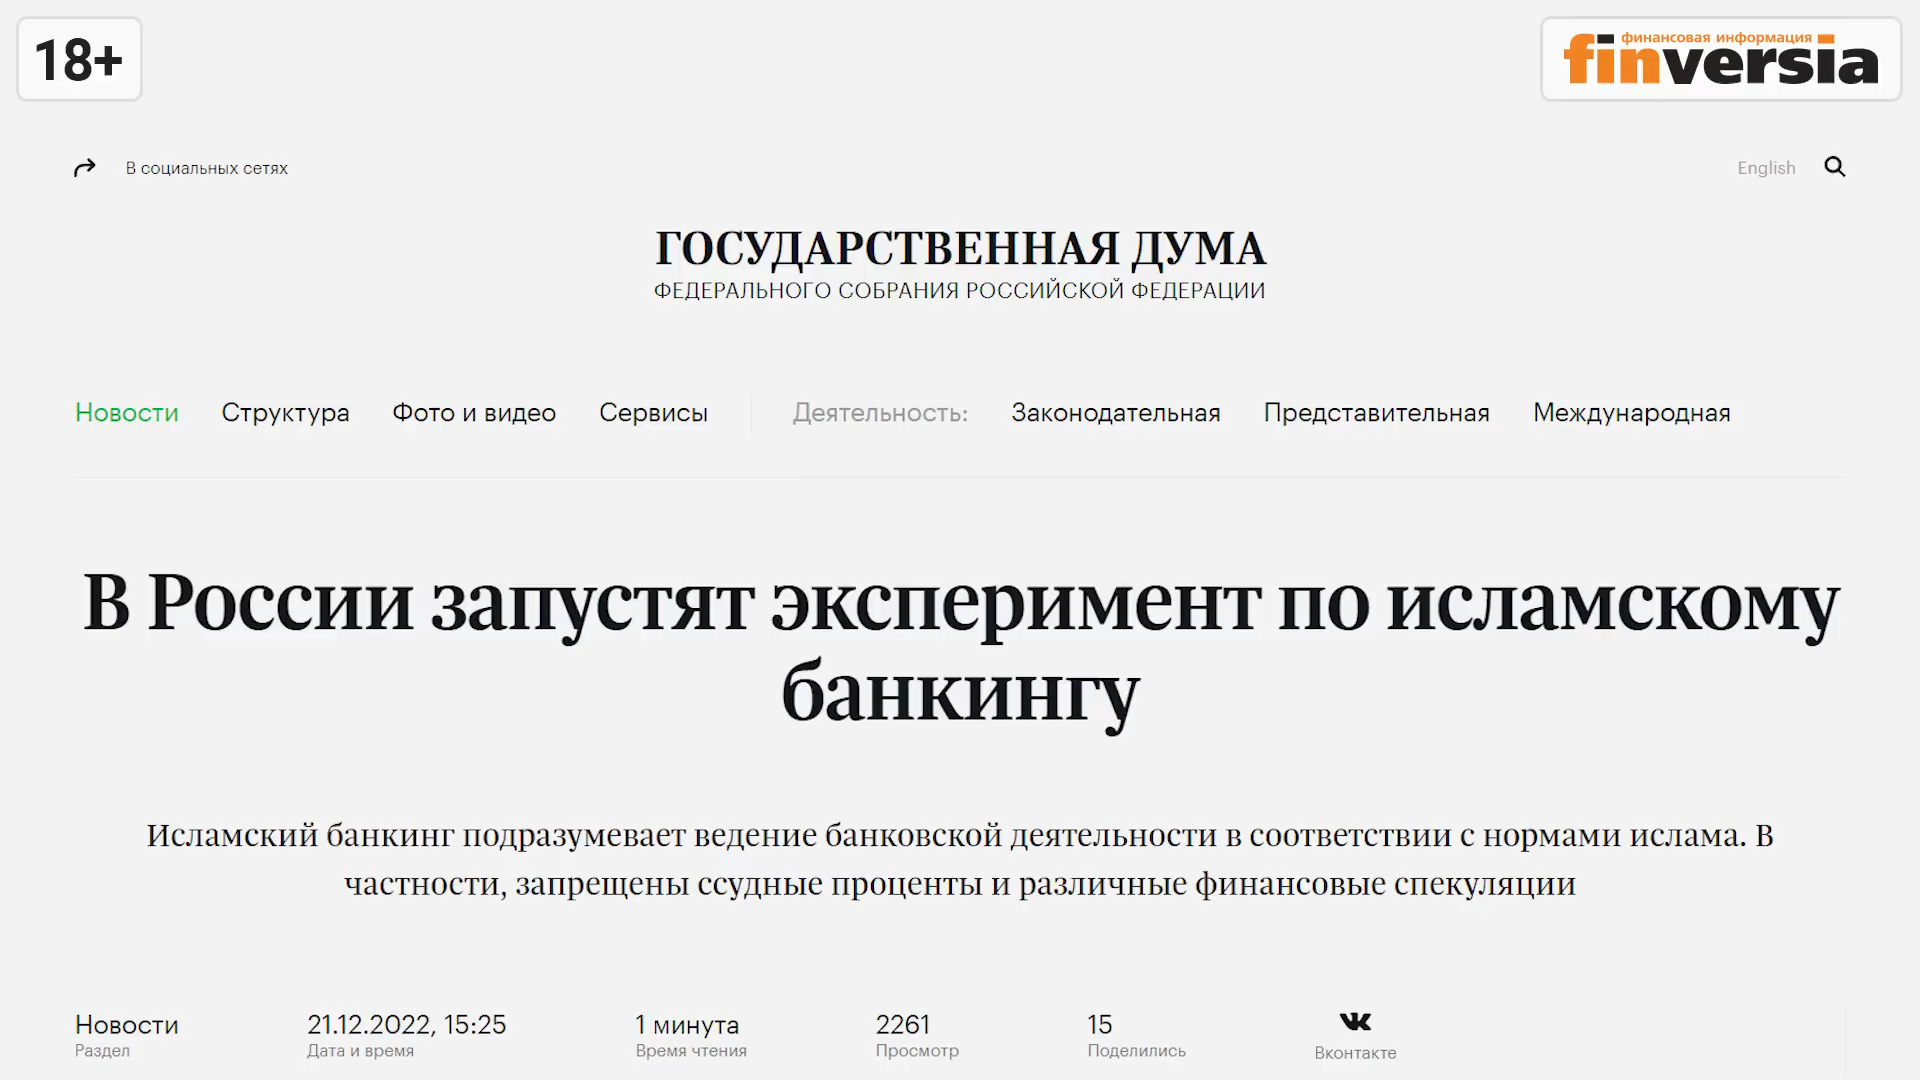 18+
финансовая информация
finversia
В социальных сетях
English
ГОСУДАРСТВЕННАЯ ДУМА
ФЕДЕРАЛЬНОГО СОБРАНИЯ РОССИЙСКОЙ ФЕДЕРАЦИИ
Новости Структура Фото и видео Сервисы Деятельность: Законодательная Представительная Международная
В России запустят эксперимент по исламскому
банкингу
Исламский банкинг подразумевает ведение банковской деятельности в соответствии с нормами ислама. В
частности, запрещены ссудные проценты и различные финансовые спекуляции
Новости 21.12.2022, 15:25 1 минута 2261 15
Раздел Дата и время Время чтения Просмотр Поделились Вконтакте